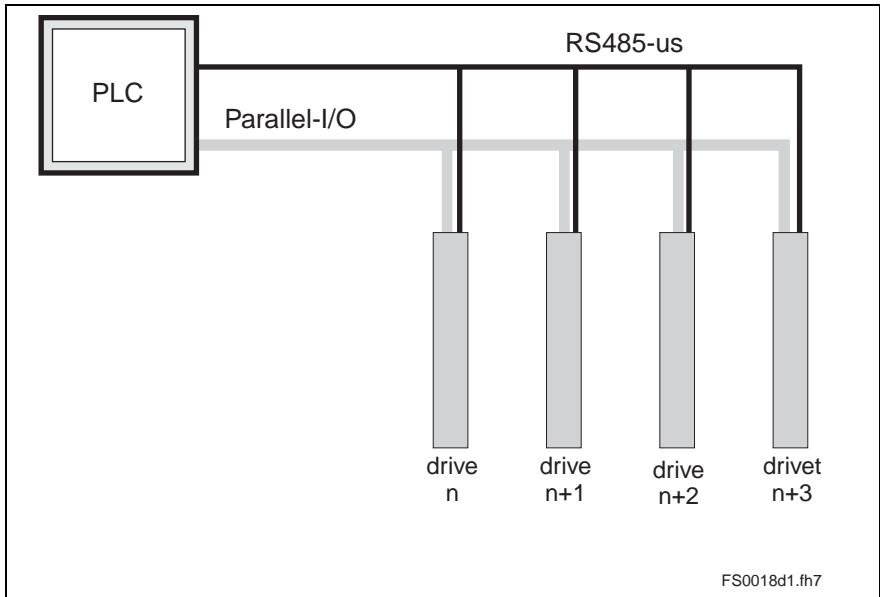 RS485-us
PLC
Parallel-I/O
drive
n
drive
n+1
drive
n+2
drivet
n+3
FS0018d1.fh7